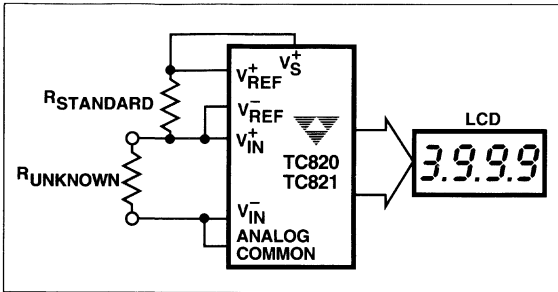 V+S
V+REF
RSTANDARD
V-REF
V+IN
LCD
TC820
TC821
3.9.9.9
RUNKNOWN
V-IN
ANALOG
COMMON